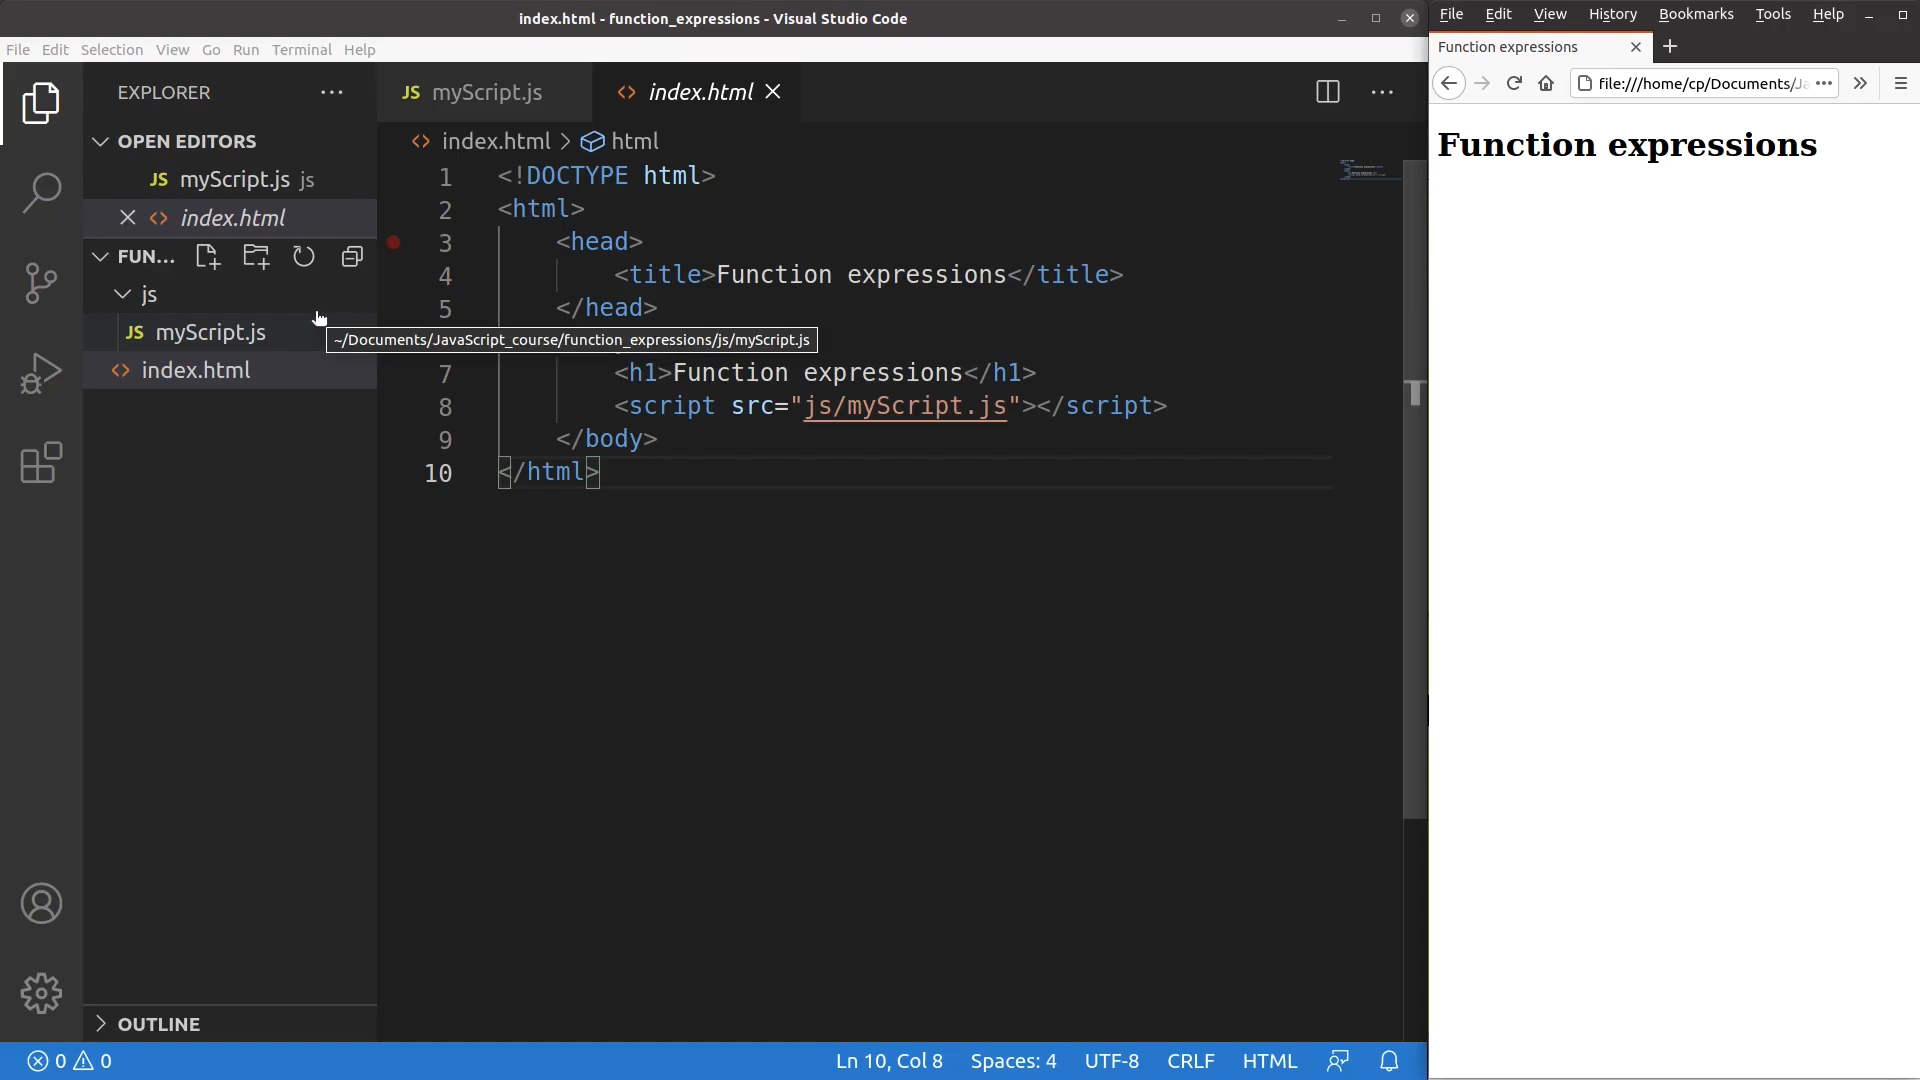 index.html - function_expressions - Visual Studio Code
File Edit Selection View Go Run Terminal Help
EXPLORER
OPEN EDITORS
JS myScript.js js
index.html
FUN...
js
JS myScript.js
index.html
OUTLINE
JS myScript.js
index.html
index.html > html
1 <!DOCTYPE html>
2 <html>
3 <head>
4 <title>Function expressions</title>
5 </head>
~/Documents/JavaScript_course/function_expressions/js/myScript.js
7 <h1>Function expressions</h1>
8 <script src="js/myScript.js"></script>
9 </body>
10 </html>
0 0
Ln 10, Col 8 Spaces: 4 UTF-8 CRLF HTML
File Edit View History Bookmarks Tools Help
Function expressions
file:///home/cp/Documents/Ja
Function expressions